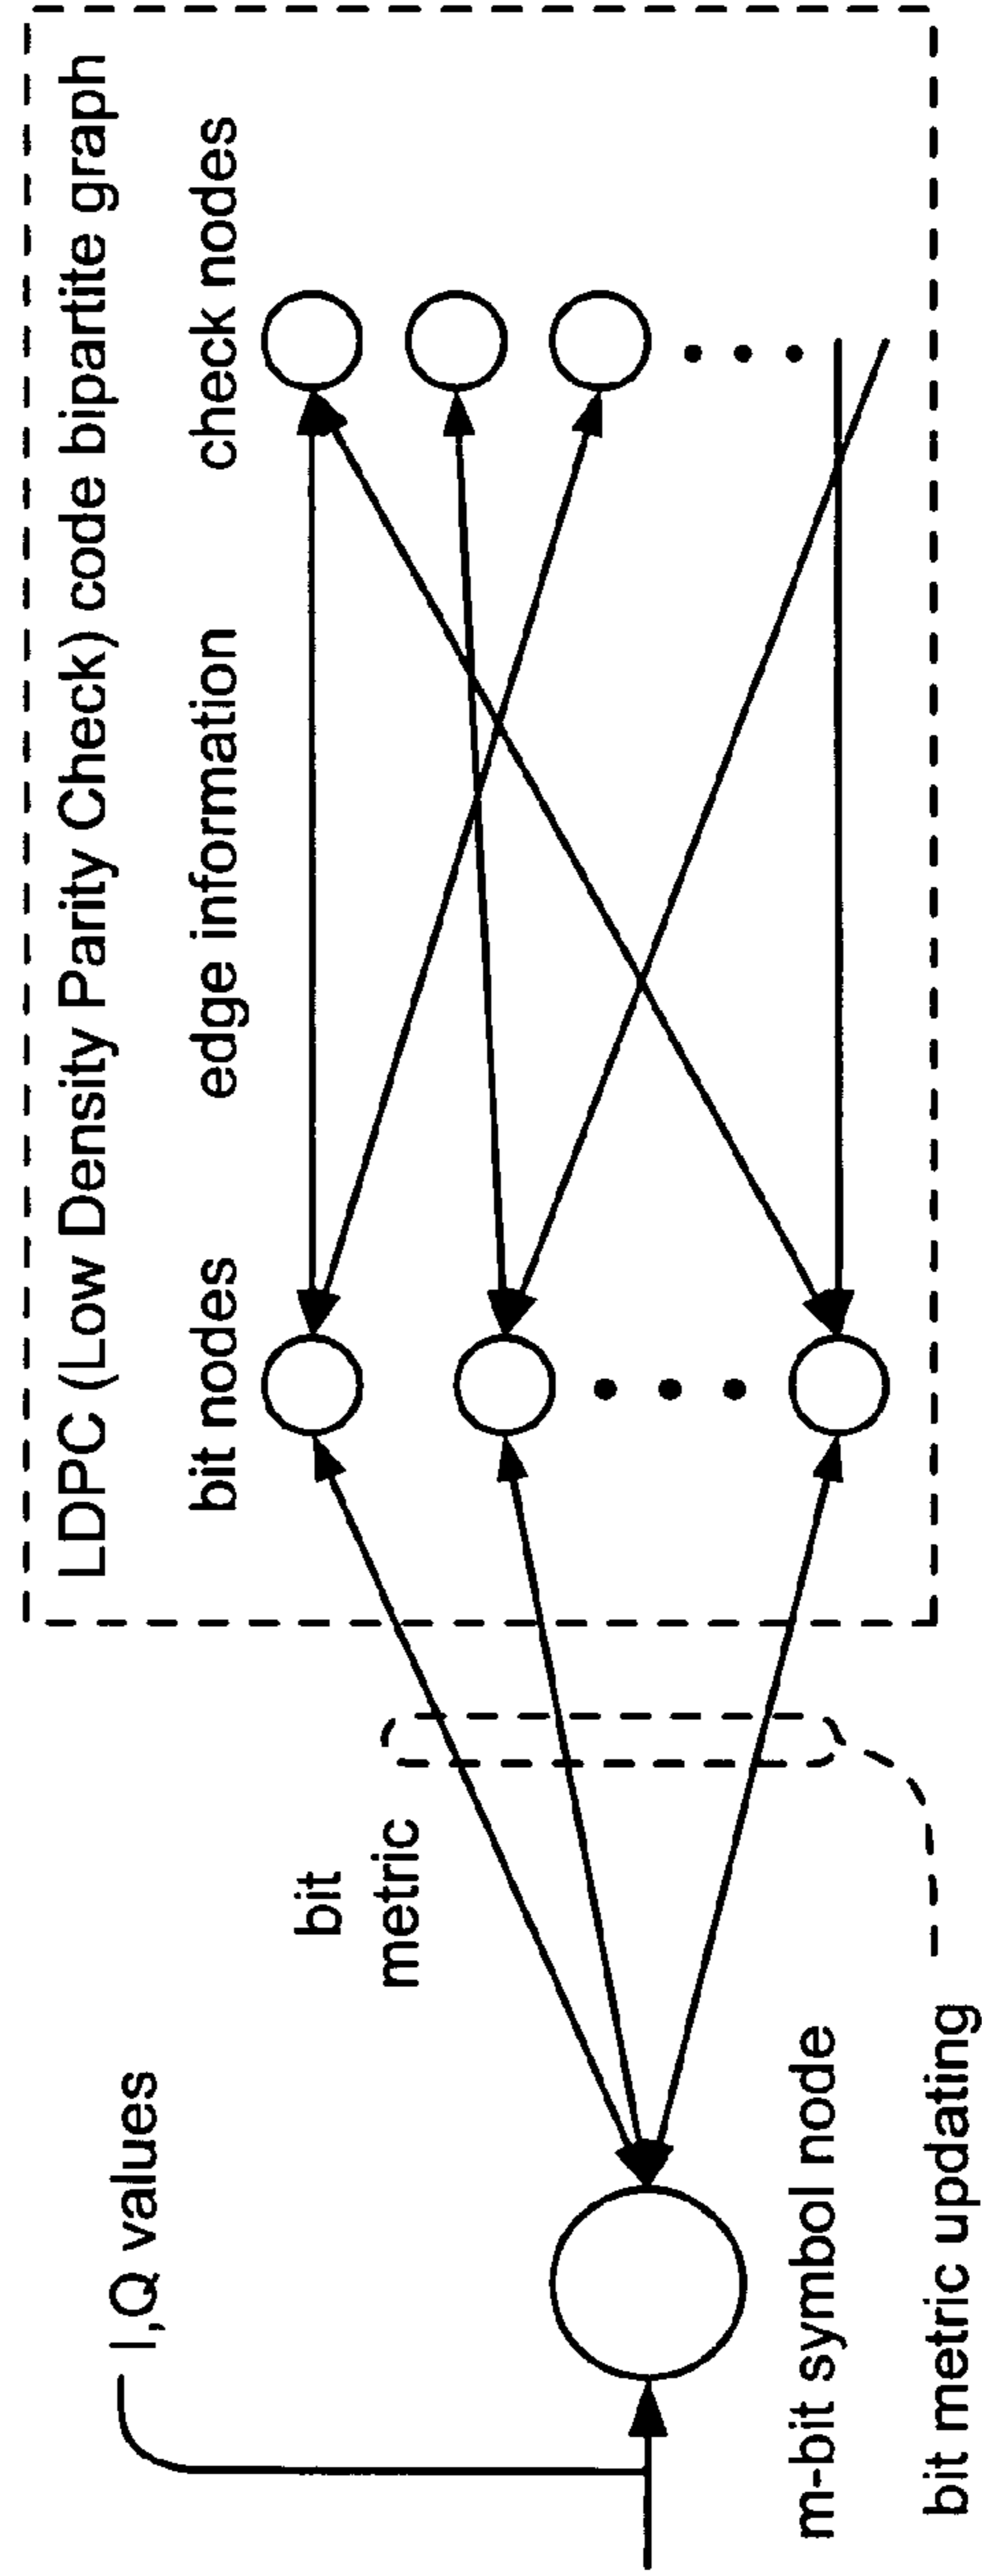 LDPC (Low Density Parity Check) code bipartite graph
I,Q values
bit nodes
edge information
check nodes
bit
metric
m-bit symbol node
bit metric updating